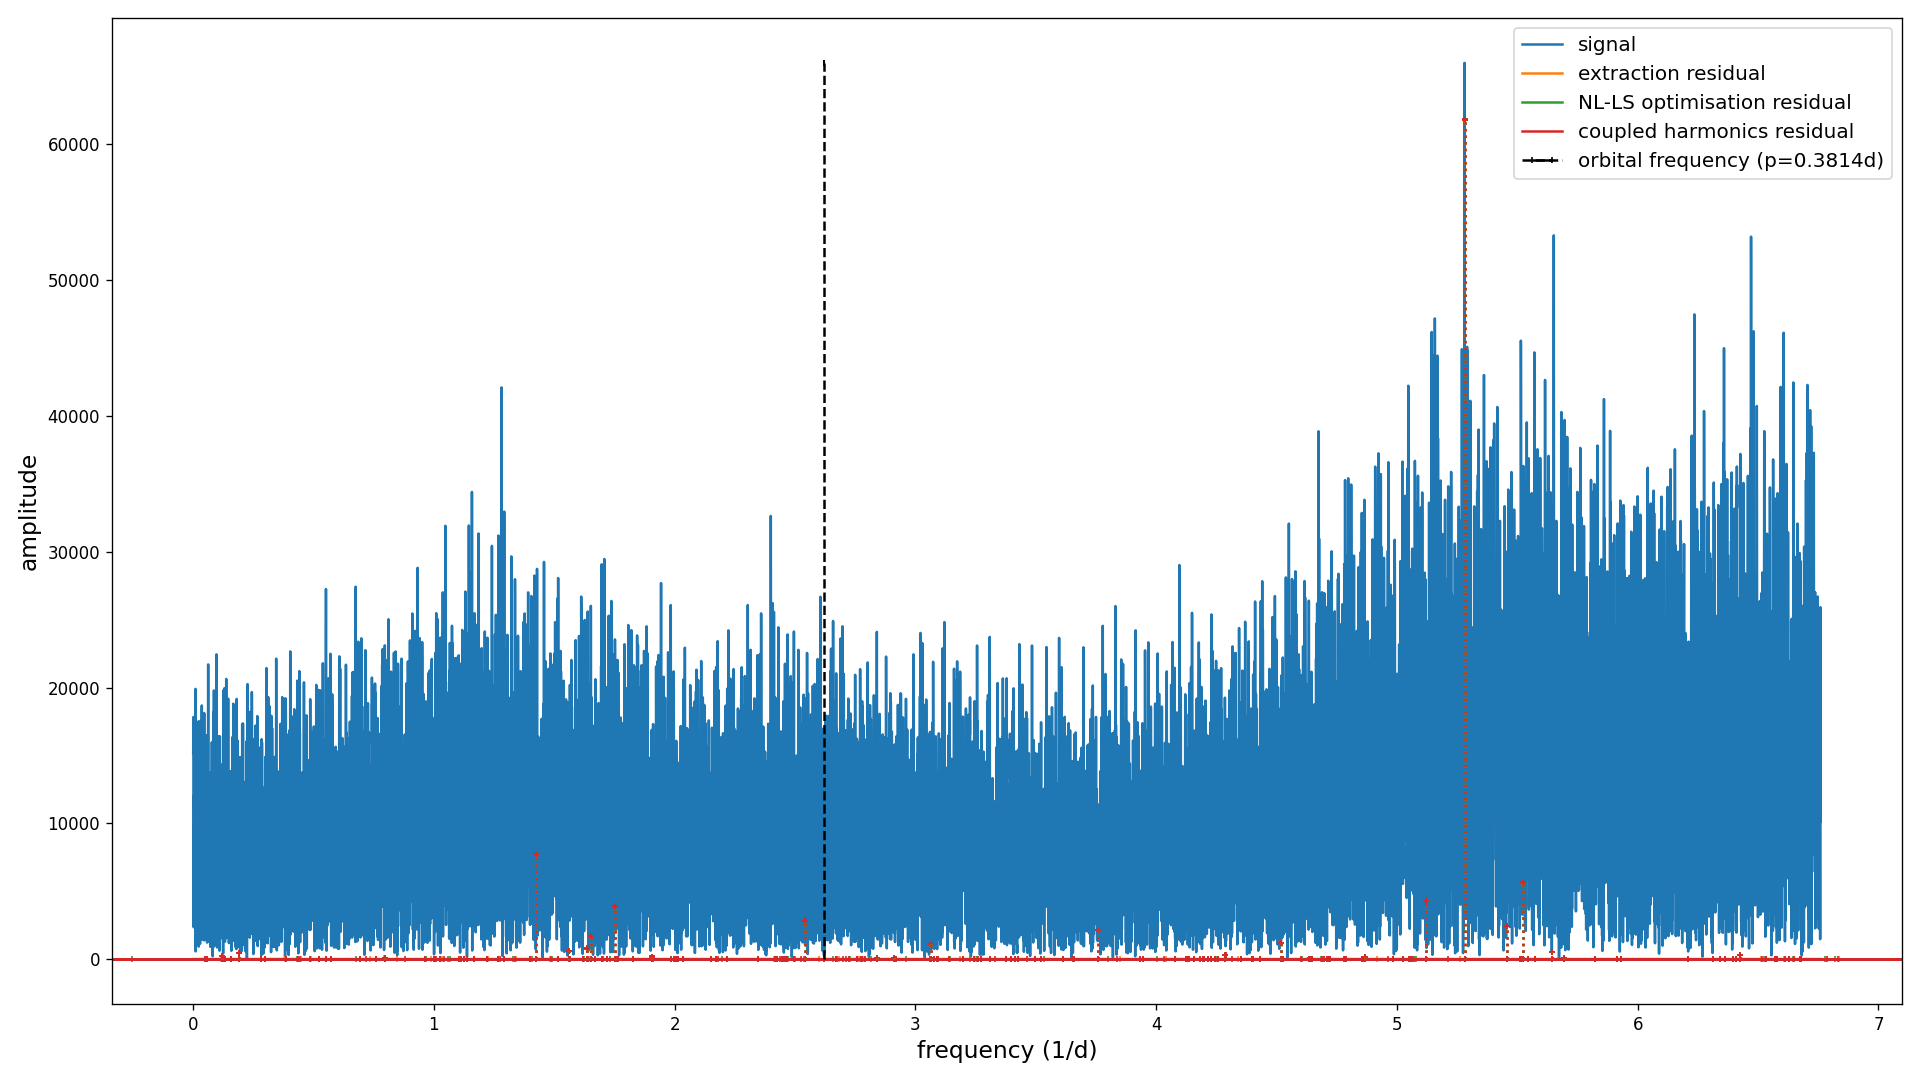 signal
extraction residual
NL-LS optimisation residual
coupled harmonics residual
orbital frequency (p=0.3814d)
amplitude
60000
50000
40000
30000
20000
10000
0
0 1 2 3 4 5 6 7
frequency (1/d)